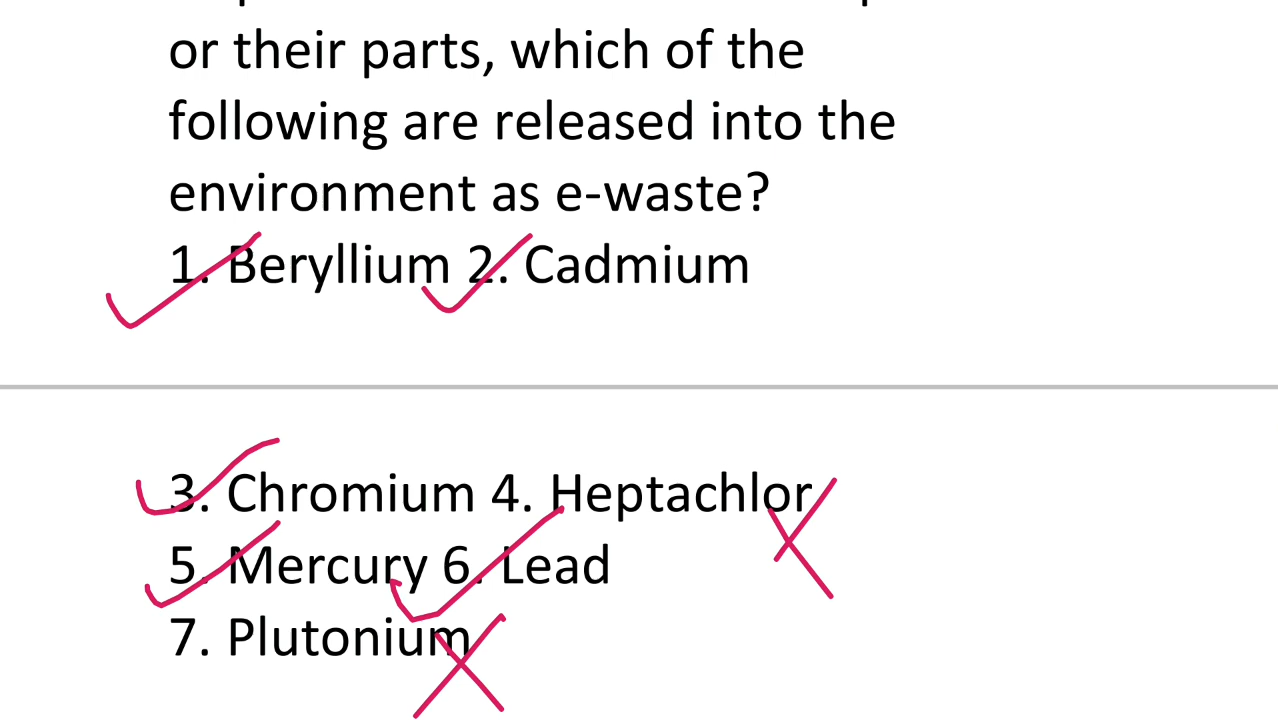 or their parts, which of the
following are released into the
environment as e-waste?
1. Beryllium 2. Cadmium
3. Chromium 4. Heptachlor
5. Mercury 6. Lead
7. Plutonium